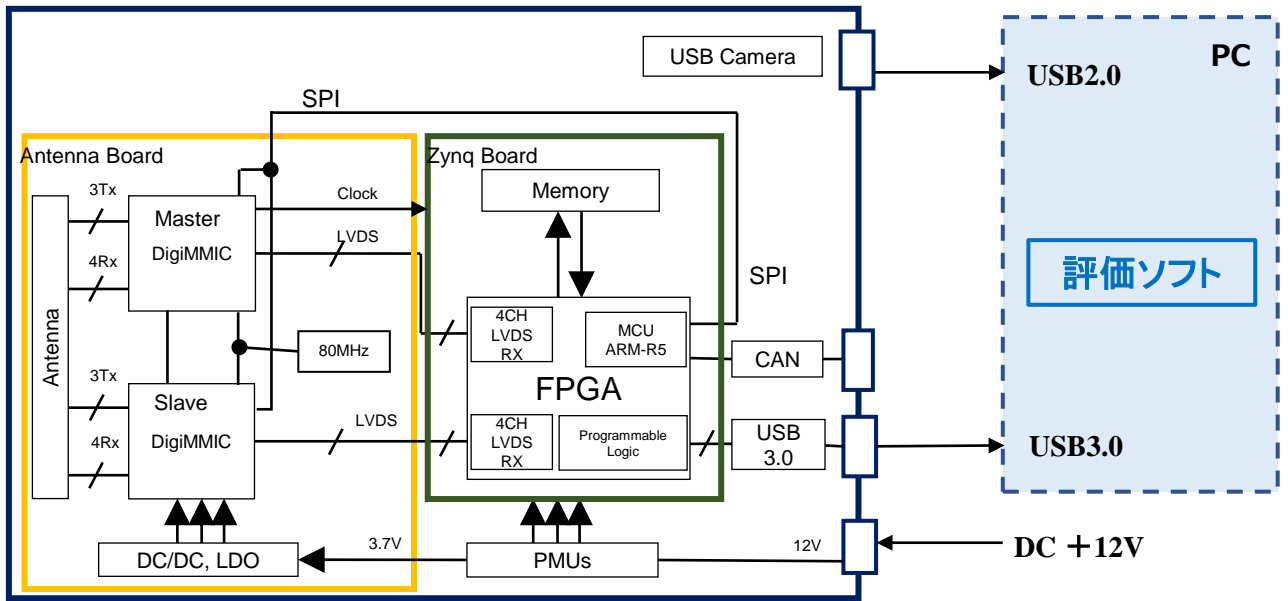 USB Camera
PC
USB2.0
SPI
Antenna Board
Zynq Board
3Tx
Master
DigiMMIC
Clock
Memory
LVDS
4Rx
評価ソフト
SPI
Antenna
80MHz
4CH
LVDS
RX
MCU
ARM-R5
CAN
FPGA
3Tx
Slave
DigiMMIC
4Rx
LVDS
4CH
LVDS
RX
Programmable
Logic
USB
3.0
USB3.0
DC/DC, LDO
3.7V
PMUs
12V
DC ＋12V